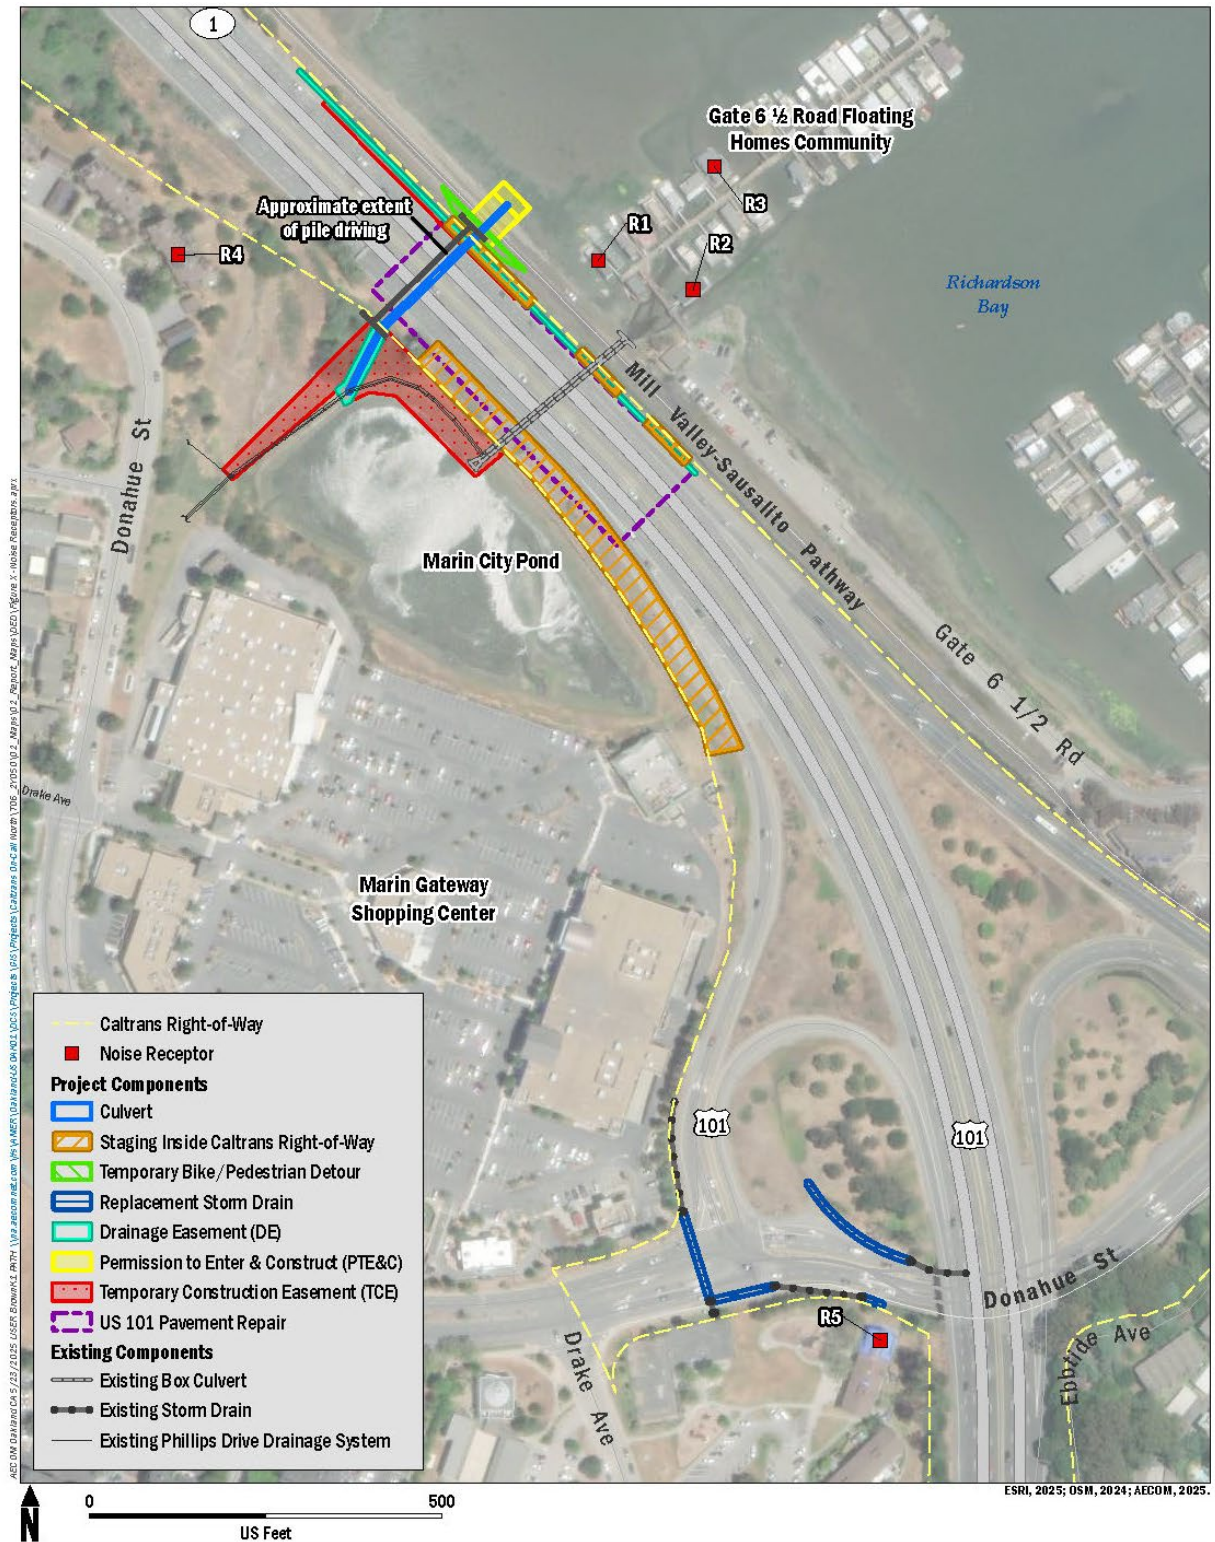 1
Gate 6 ½ Road Floating
Homes Community
R3
Approximate extent
of pile driving
R1
R2
R4
Richardson
Bay
Mill Valley-Sausalito Pathway
Donahue St
Marin City Pond
Gate 6 1/2 Rd
Drake Ave
Marin Gateway
Shopping Center
101
101
Donahue St
R5
Drake Ave
Ebbtide Ave
Caltrans Right-of-Way
Noise Receptor
Project Components
Culvert
Staging Inside Caltrans Right-of-Way
Temporary Bike/Pedestrian Detour
Replacement Storm Drain
Drainage Easement (DE)
Permission to Enter & Construct (PTE&C)
Temporary Construction Easement (TCE)
US 101 Pavement Repair
Existing Components
Existing Box Culvert
Existing Storm Drain
Existing Phillips Drive Drainage System
ESRI, 2025; OSM, 2024; AECOM, 2025.
N
0 500
US Feet